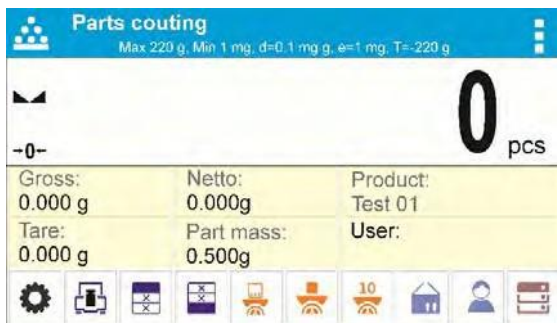 Parts couting
Max 220 g, Min 1 mg, d=0.1 mg g, e=1 mg, T=-220 g
0 pcs
→0←
Gross: Netto: Product:
0.000 g 0.000g Test 01
Tare: Part mass: User:
0.000 g 0.500g
10